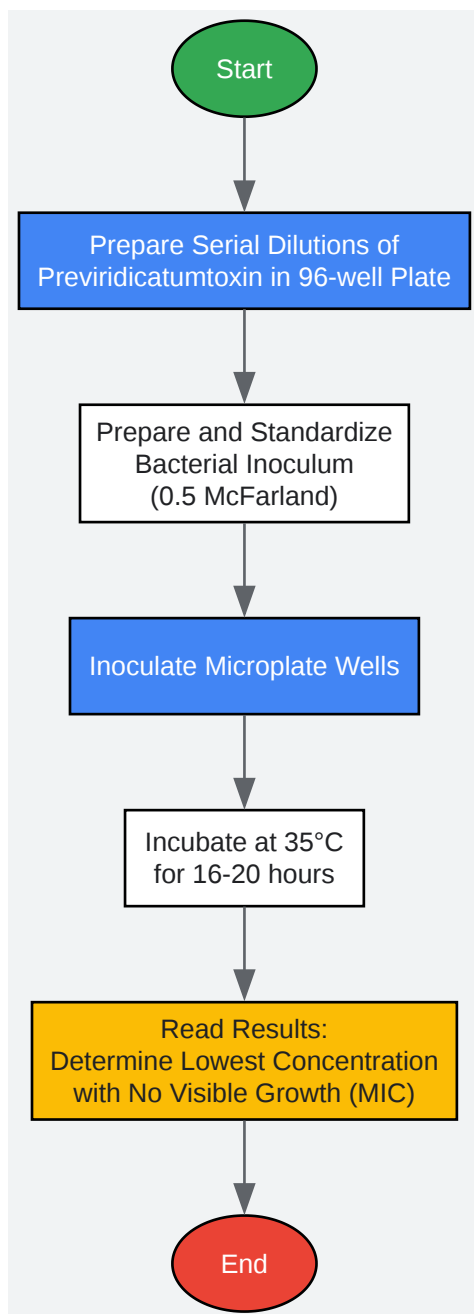 Start
Prepare Serial Dilutions of
Previridicatumtoxin in 96-well Plate
Prepare and Standardize
Bacterial Inoculum
(0.5 McFarland)
Inoculate Microplate Wells
Incubate at 35°C
for 16-20 hours
Read Results:
Determine Lowest Concentration
with No Visible Growth (MIC)
End